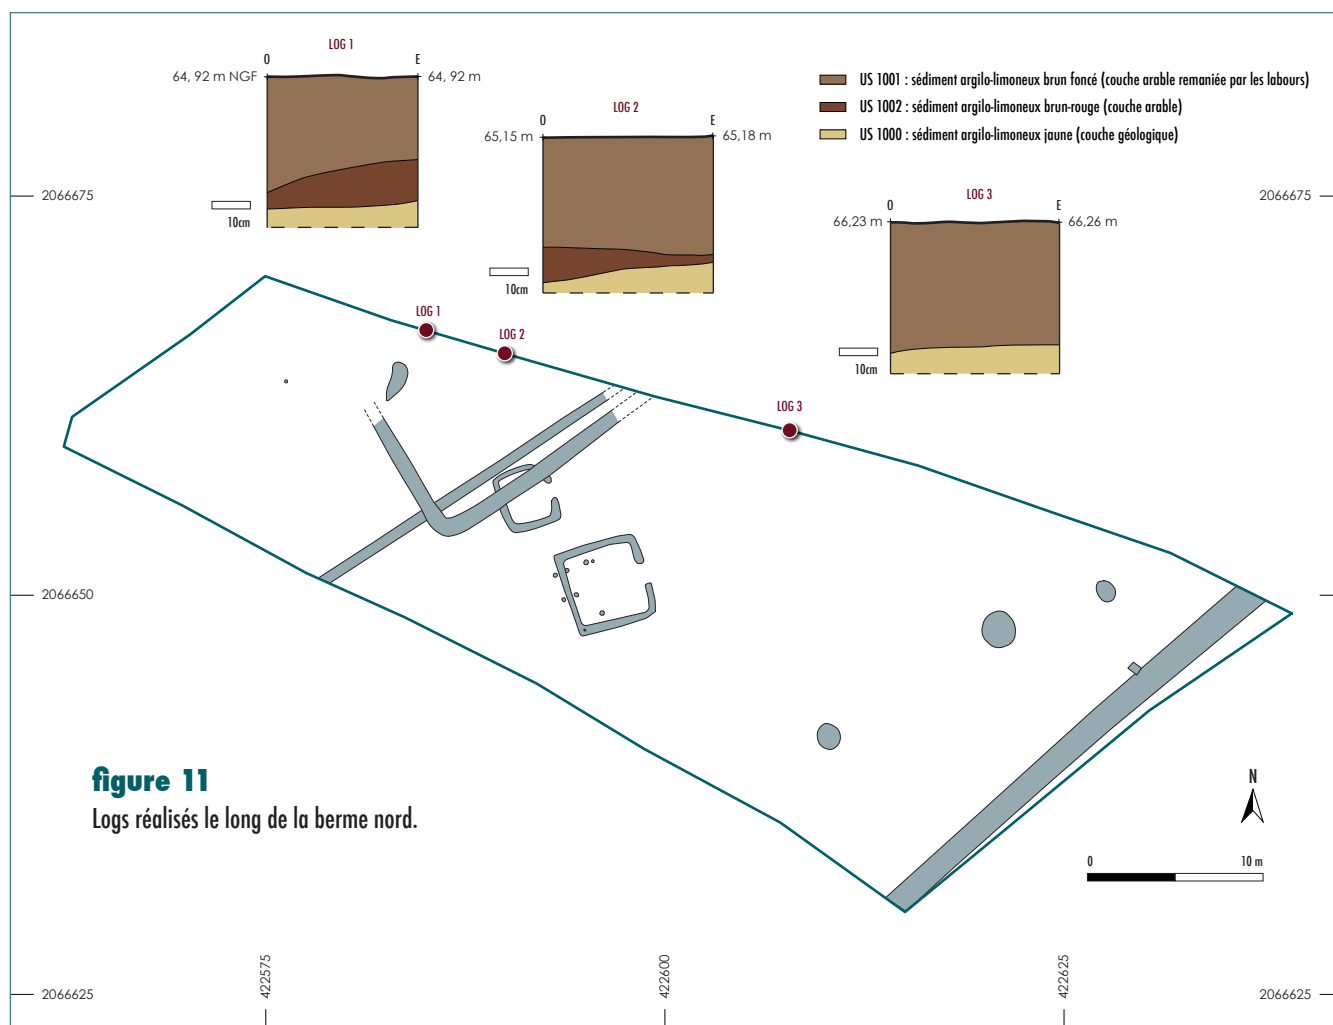 LOG 1
O E
64, 92 m NGF 64, 92 m
10cm
LOG 2
O E
65,15 m 65,18 m
10cm
US 1001 : sédiment argilo-limoneux brun foncé (couche arable remaniée par les labours)
US 1002 : sédiment argilo-limoneux brun-rouge (couche arable)
US 1000 : sédiment argilo-limoneux jaune (couche géologique)
LOG 3
O E
66,23 m 66,26 m
10cm
2066675 2066675
LOG 1
LOG 2
LOG 3
2066650
figure 11
Logs réalisés le long de la berme nord.
N
0 10 m
422575 422600 422625
2066625 2066625